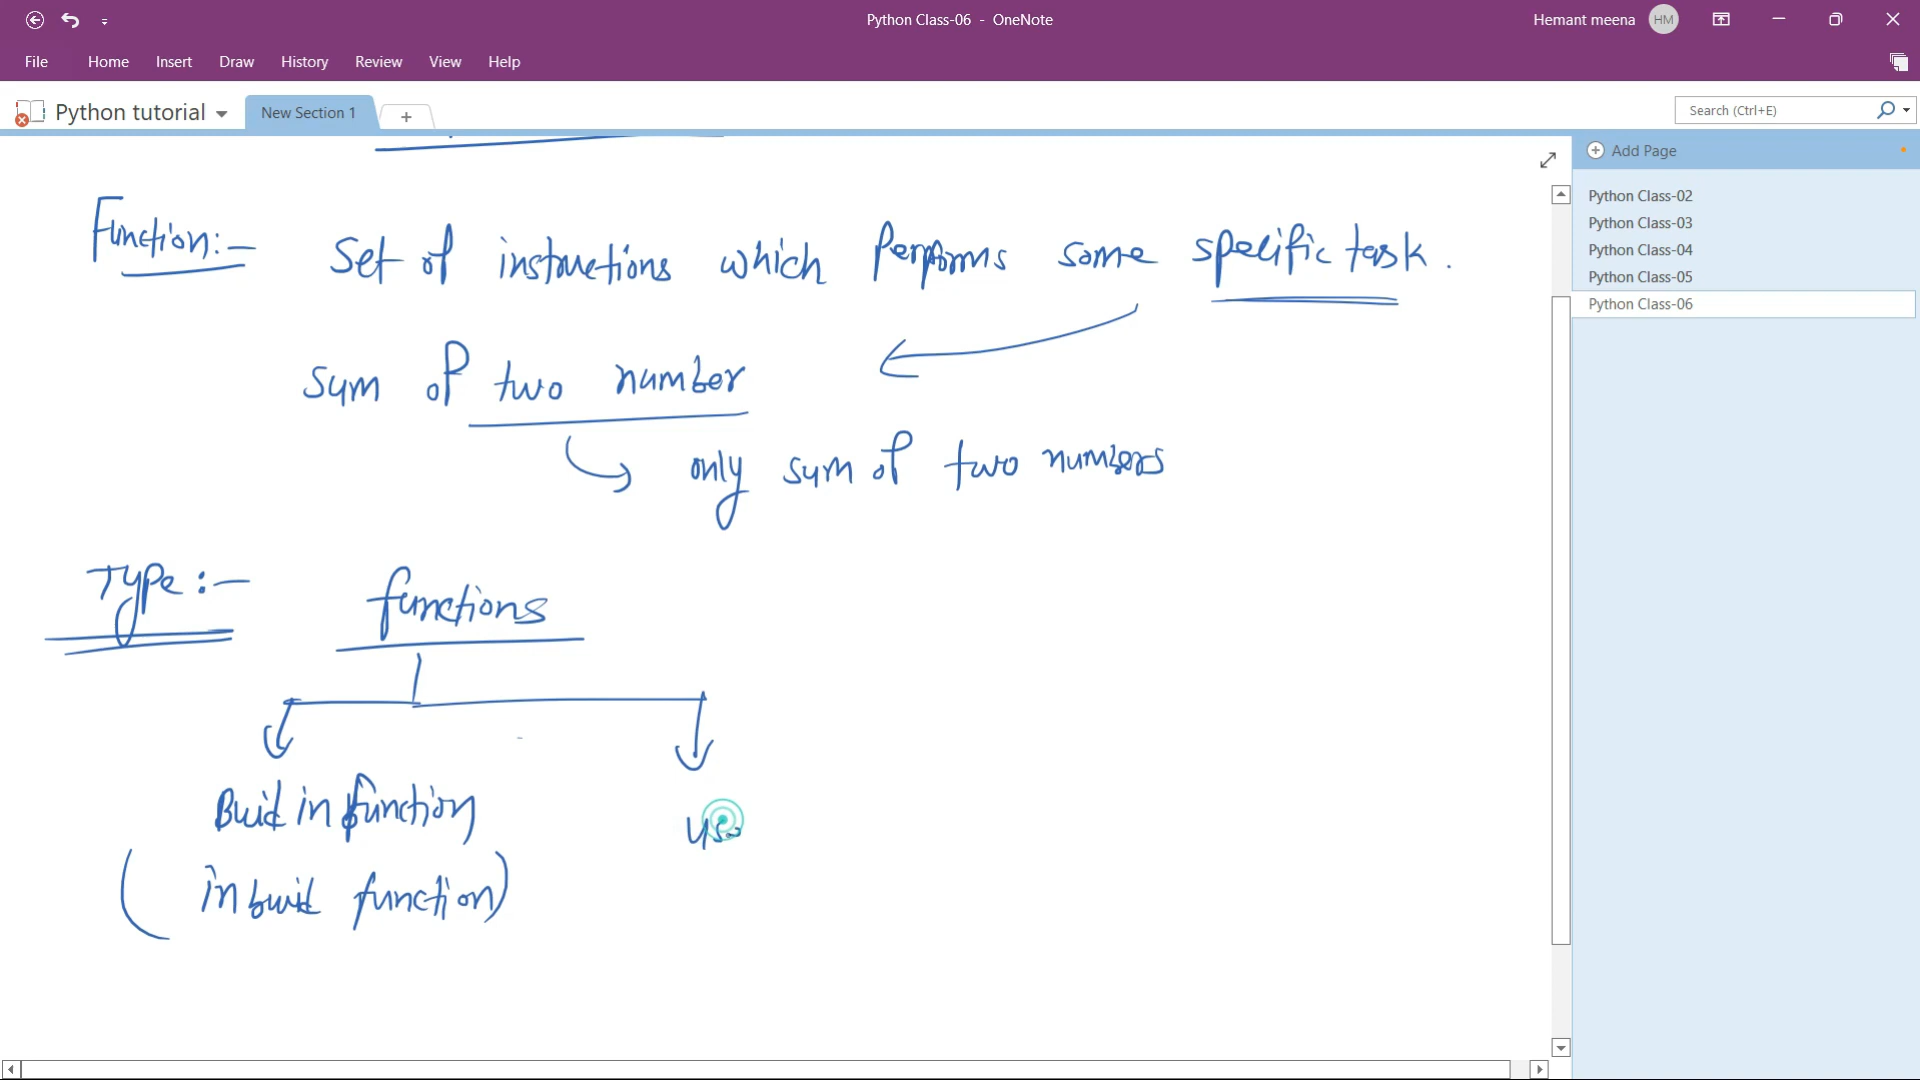 Python Class-06 - OneNote
Hemant meena HM
File Home Insert Draw History Review View Help
Python tutorial New Section 1 +
Search (Ctrl+E)
Add Page
Python Class-02
Python Class-03
Python Class-04
Python Class-05
Python Class-06
Function:- Set of instructions which Performs some specific task.
sum of two number
only sum of two numbers
Type:- functions
Buid in function
us
( inbuid function)